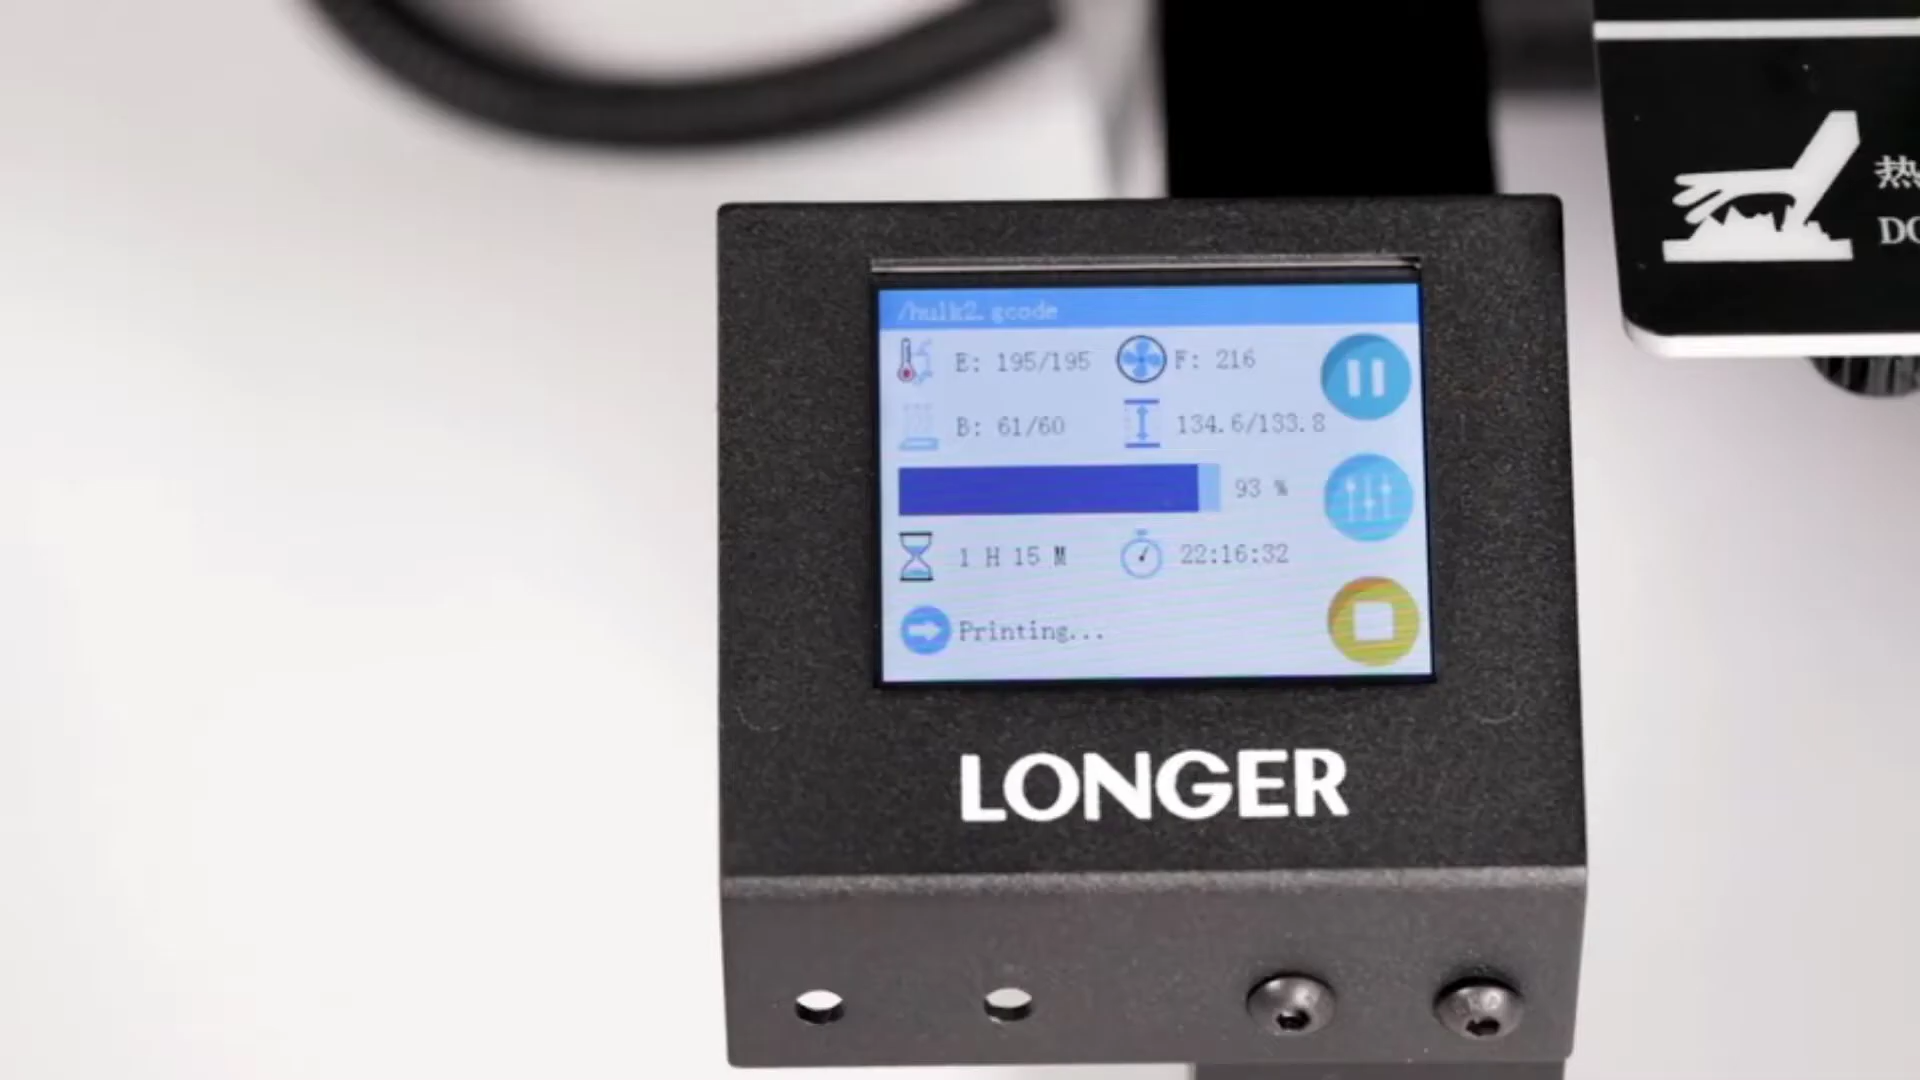 /hulk2.gcode
E: 195/195
F: 216
B: 61/60
134.6/133.8
93 %
1 H 15 M
22:16:32
Printing...
LONGER
热
DO